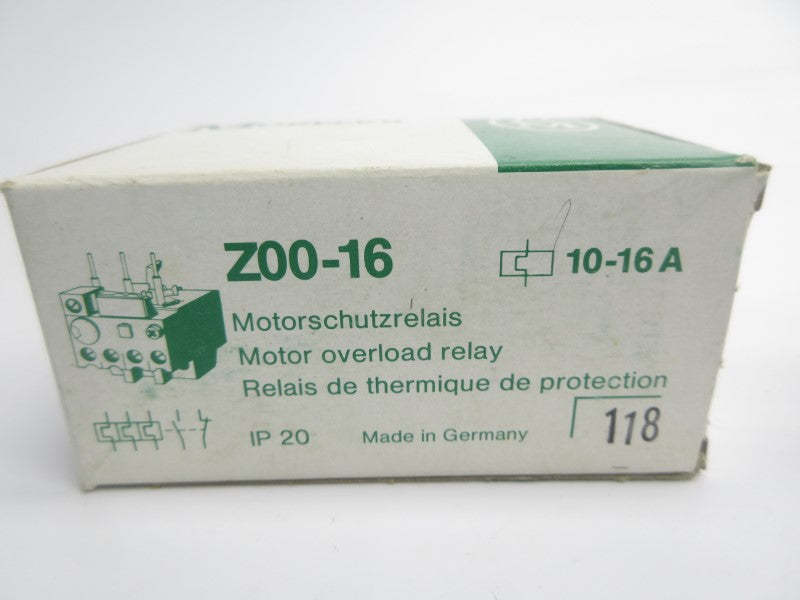 Z00-16
10-16 A
Motorschutzrelais
Motor overload relay
Relais de thermique de protection
IP 20
Made in Germany
118